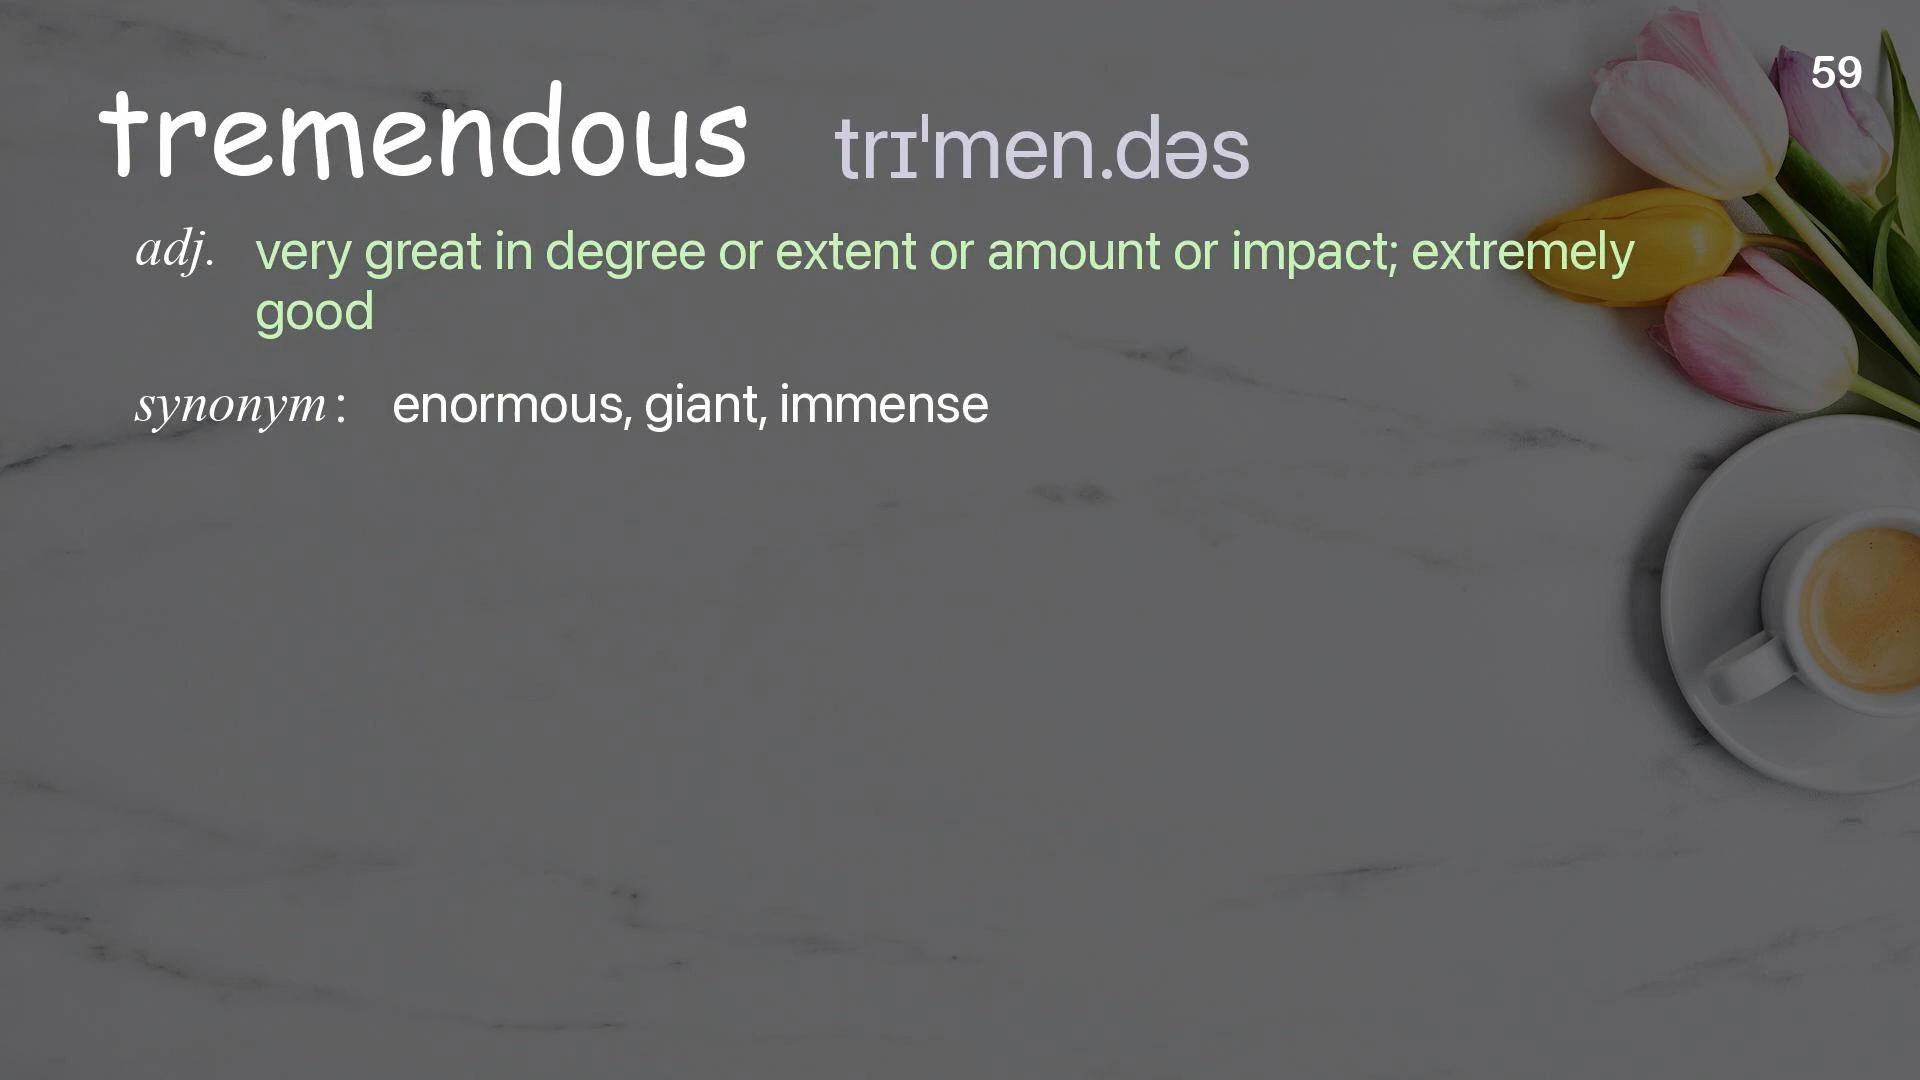 59
tremendous trɪˈmen.dəs
adj. very great in degree or extent or amount or impact; extremely
good
synonym: enormous, giant, immense